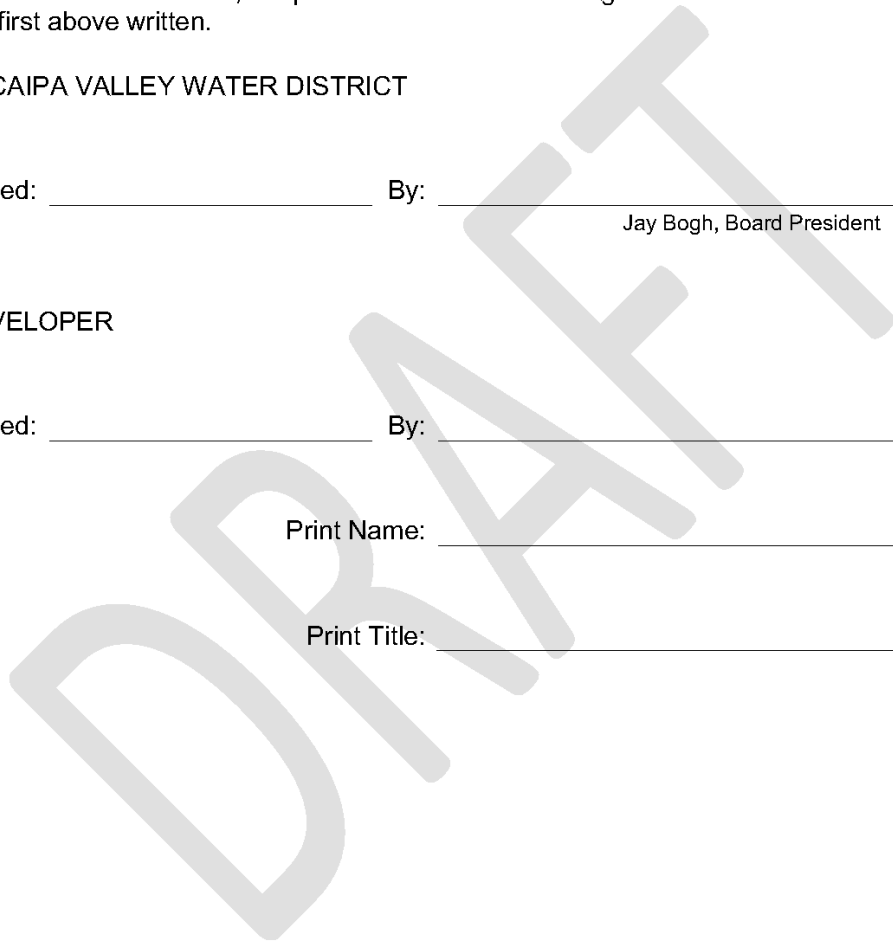 first above written.
CAIPA VALLEY WATER DISTRICT
ed: By:
Jay Bogh, Board President
VELOPER
ed: By:
Print Name:
Print Title:
DRAFT